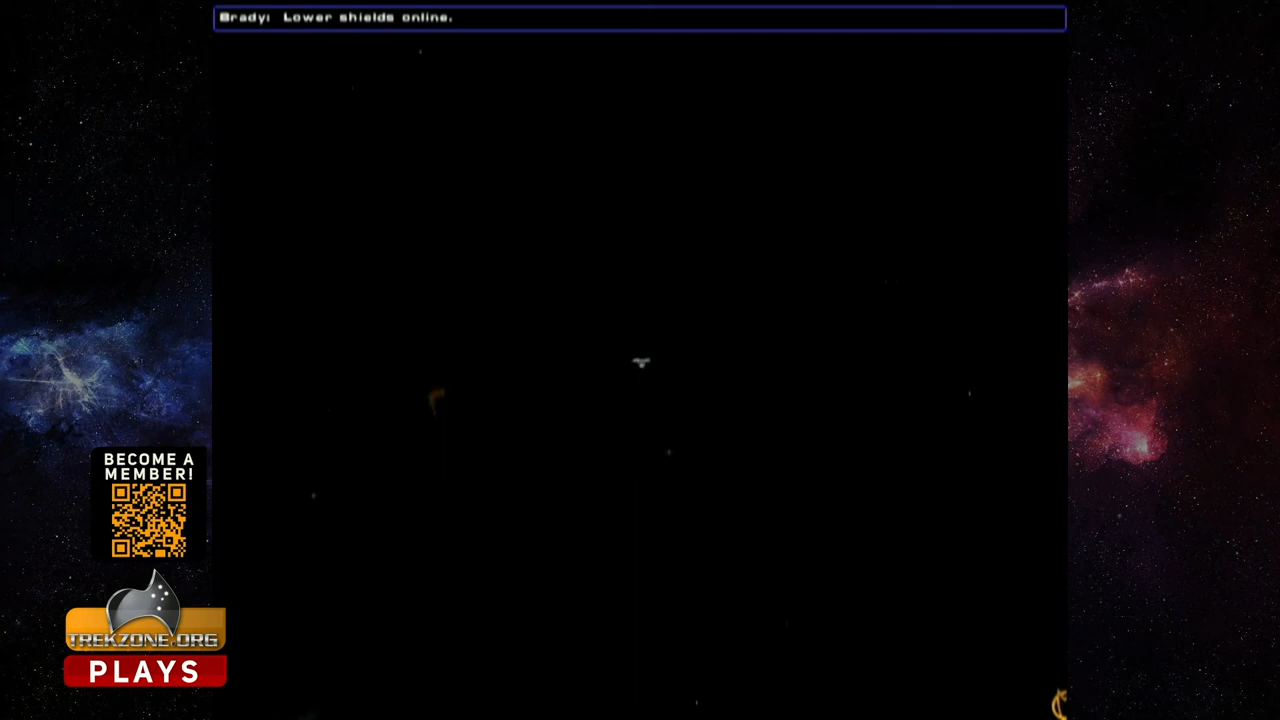 Brady: Lower shields online.
BECOME A
MEMBER!
TREKZONE.ORG
PLAYS